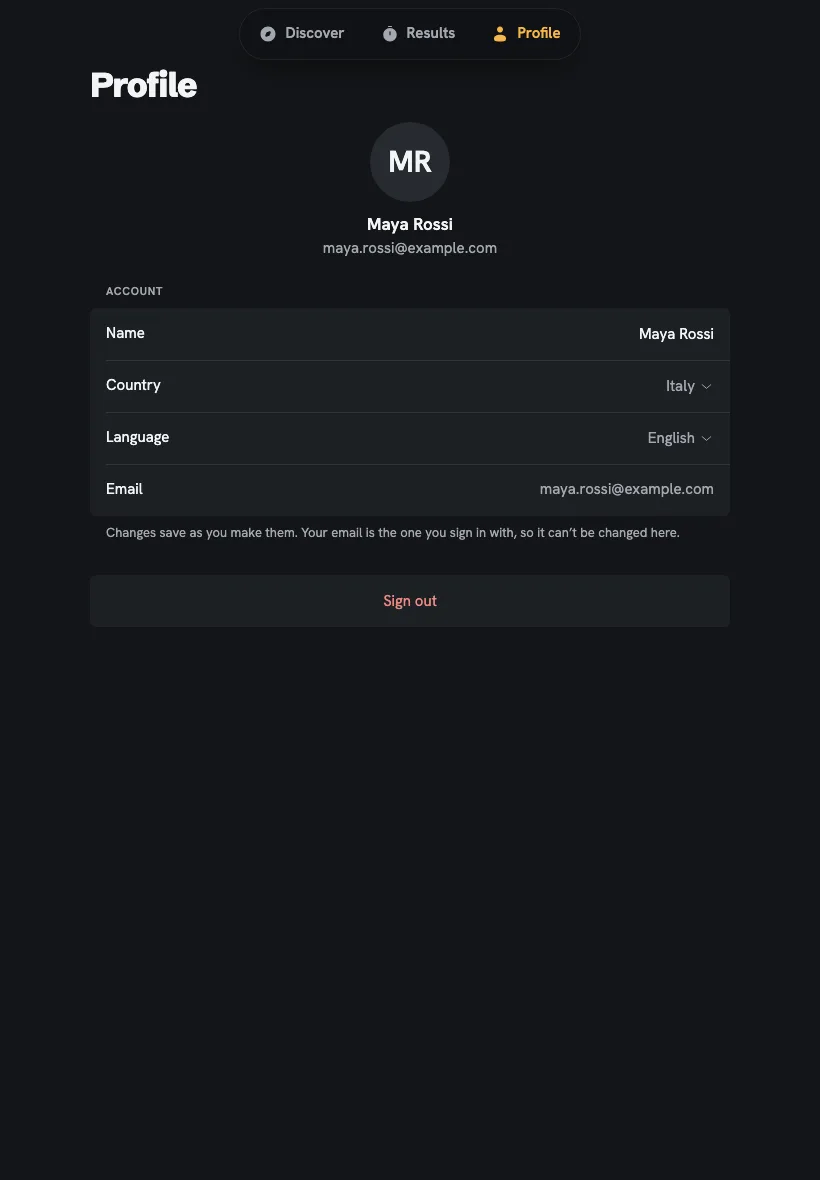 Discover Results Profile
Profile
MR
Maya Rossi
maya.rossi@example.com
ACCOUNT
Name Maya Rossi
Country Italy
Language English
Email maya.rossi@example.com
Changes save as you make them. Your email is the one you sign in with, so it can’t be changed here.
Sign out